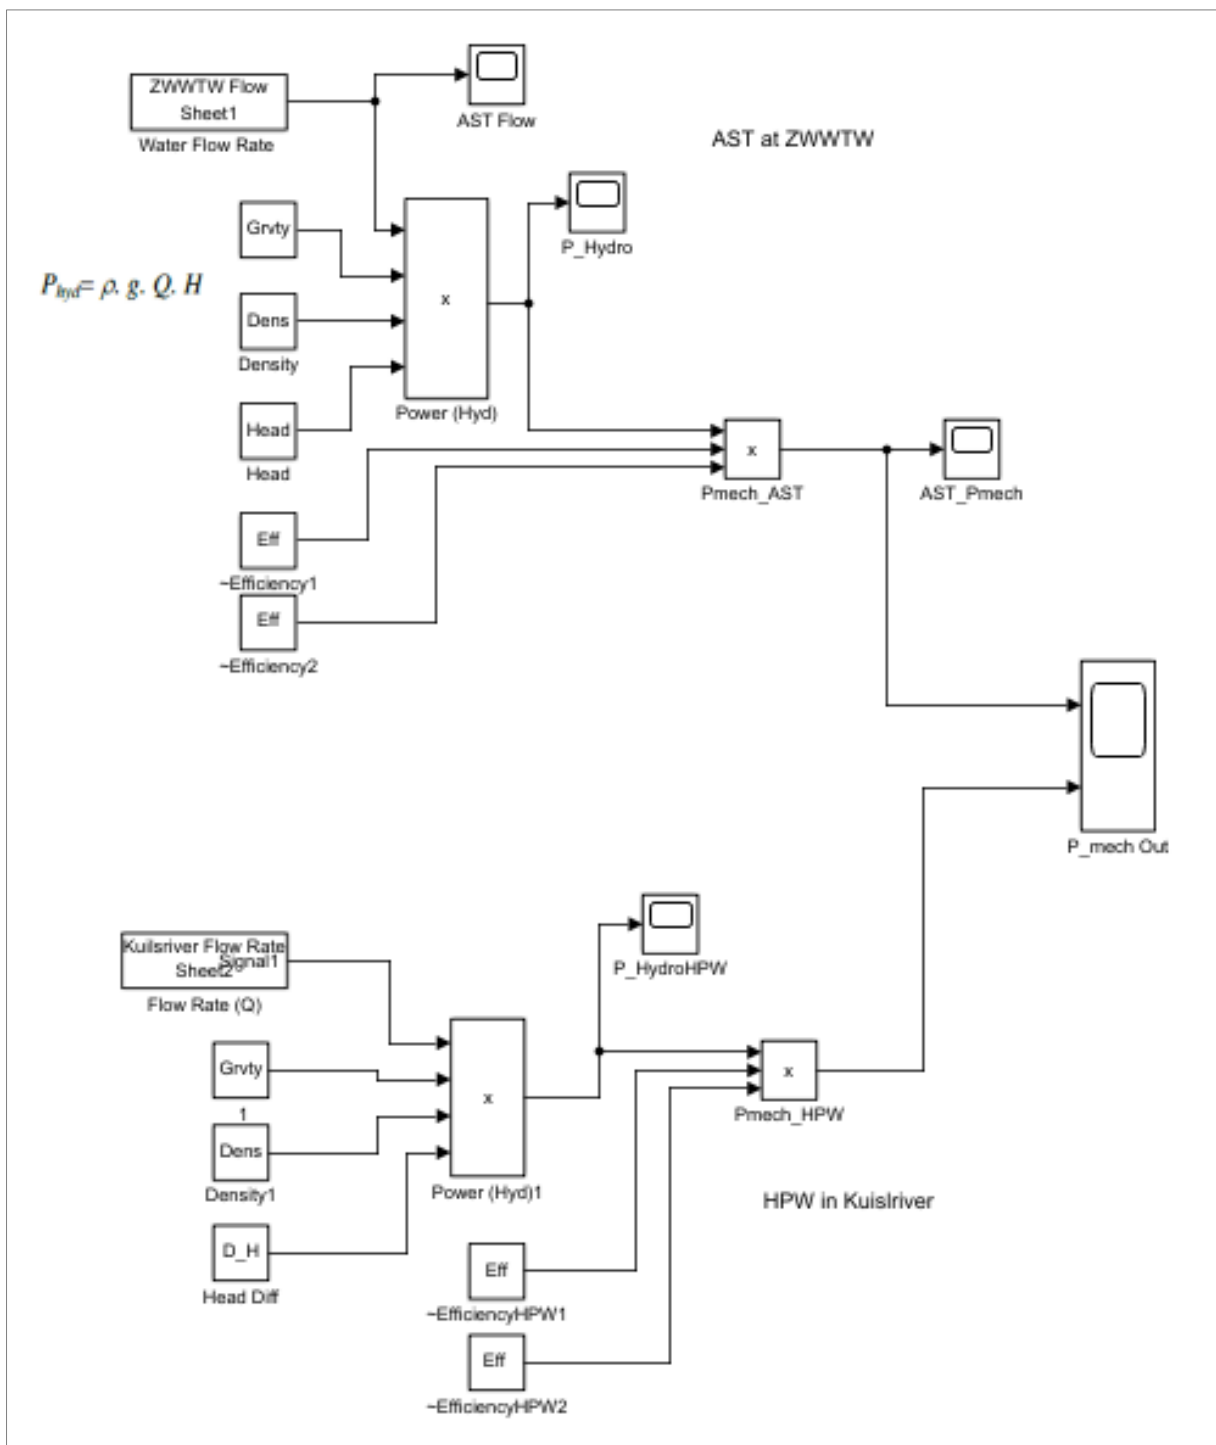 ZWWTW Flow
Sheet1
Water Flow Rate
AST Flow
AST at ZWWTW
P_Hydro
Grvty
P_hyd= ρ. g. Q. H
x
Dens
Density
Power (Hyd)
Head
Head
x
Pmech_AST
AST_Pmech
Eff
~Efficiency1
Eff
~Efficiency2
P_mech Out
Kuilsriver Flow Rate
Signal1
Sheet2
Flow Rate (Q)
P_HydroHPW
Grvty
1
x
x
Pmech_HPW
Dens
Density1
Power (Hyd)1
HPW in Kuislriver
D_H
Head Diff
Eff
~EfficiencyHPW1
Eff
~EfficiencyHPW2